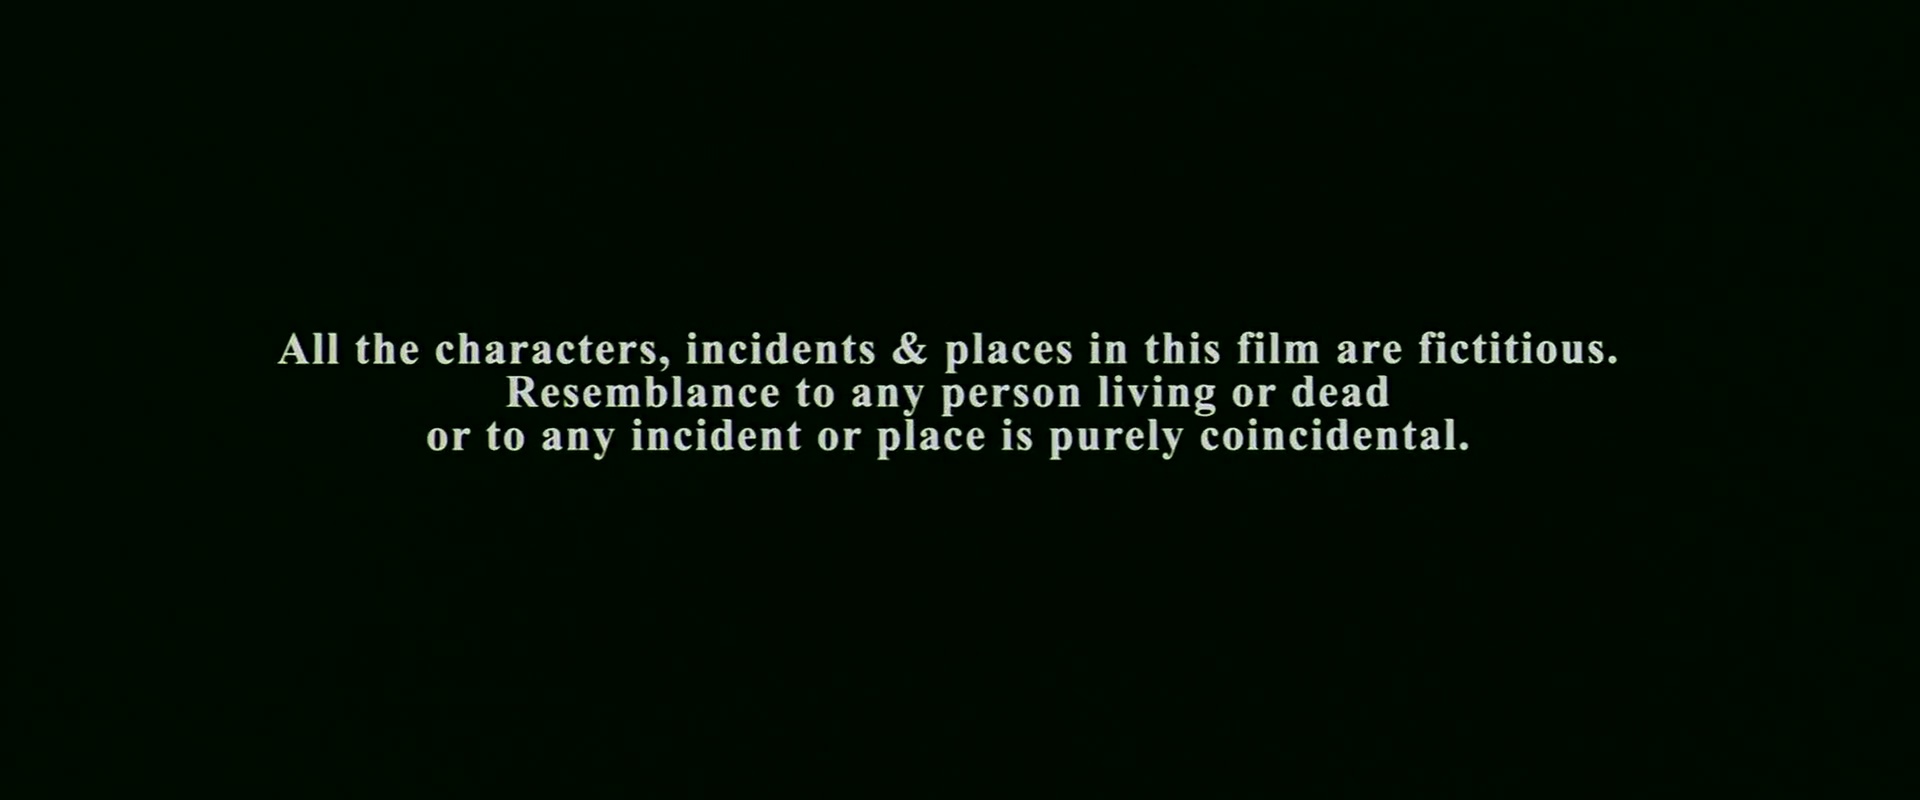 All the characters, incidents & places in this film are fictitious.
Resemblance to any person living or dead
or to any incident or place is purely coincidental.